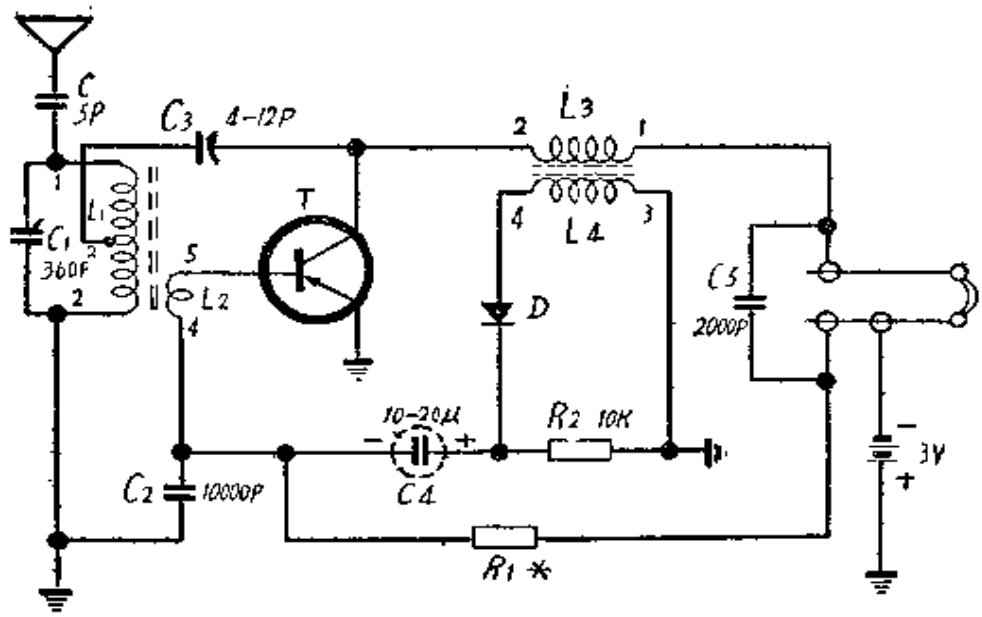 C
5P
C3
4-12P
L3
2
1
1
L1
T
4
3
L4
C1
360P
2
2
5
L2
4
D
C5
2000P
10-20μ
-
+
C4
R2 10K
-
3V
+
C2
10000P
R1 *